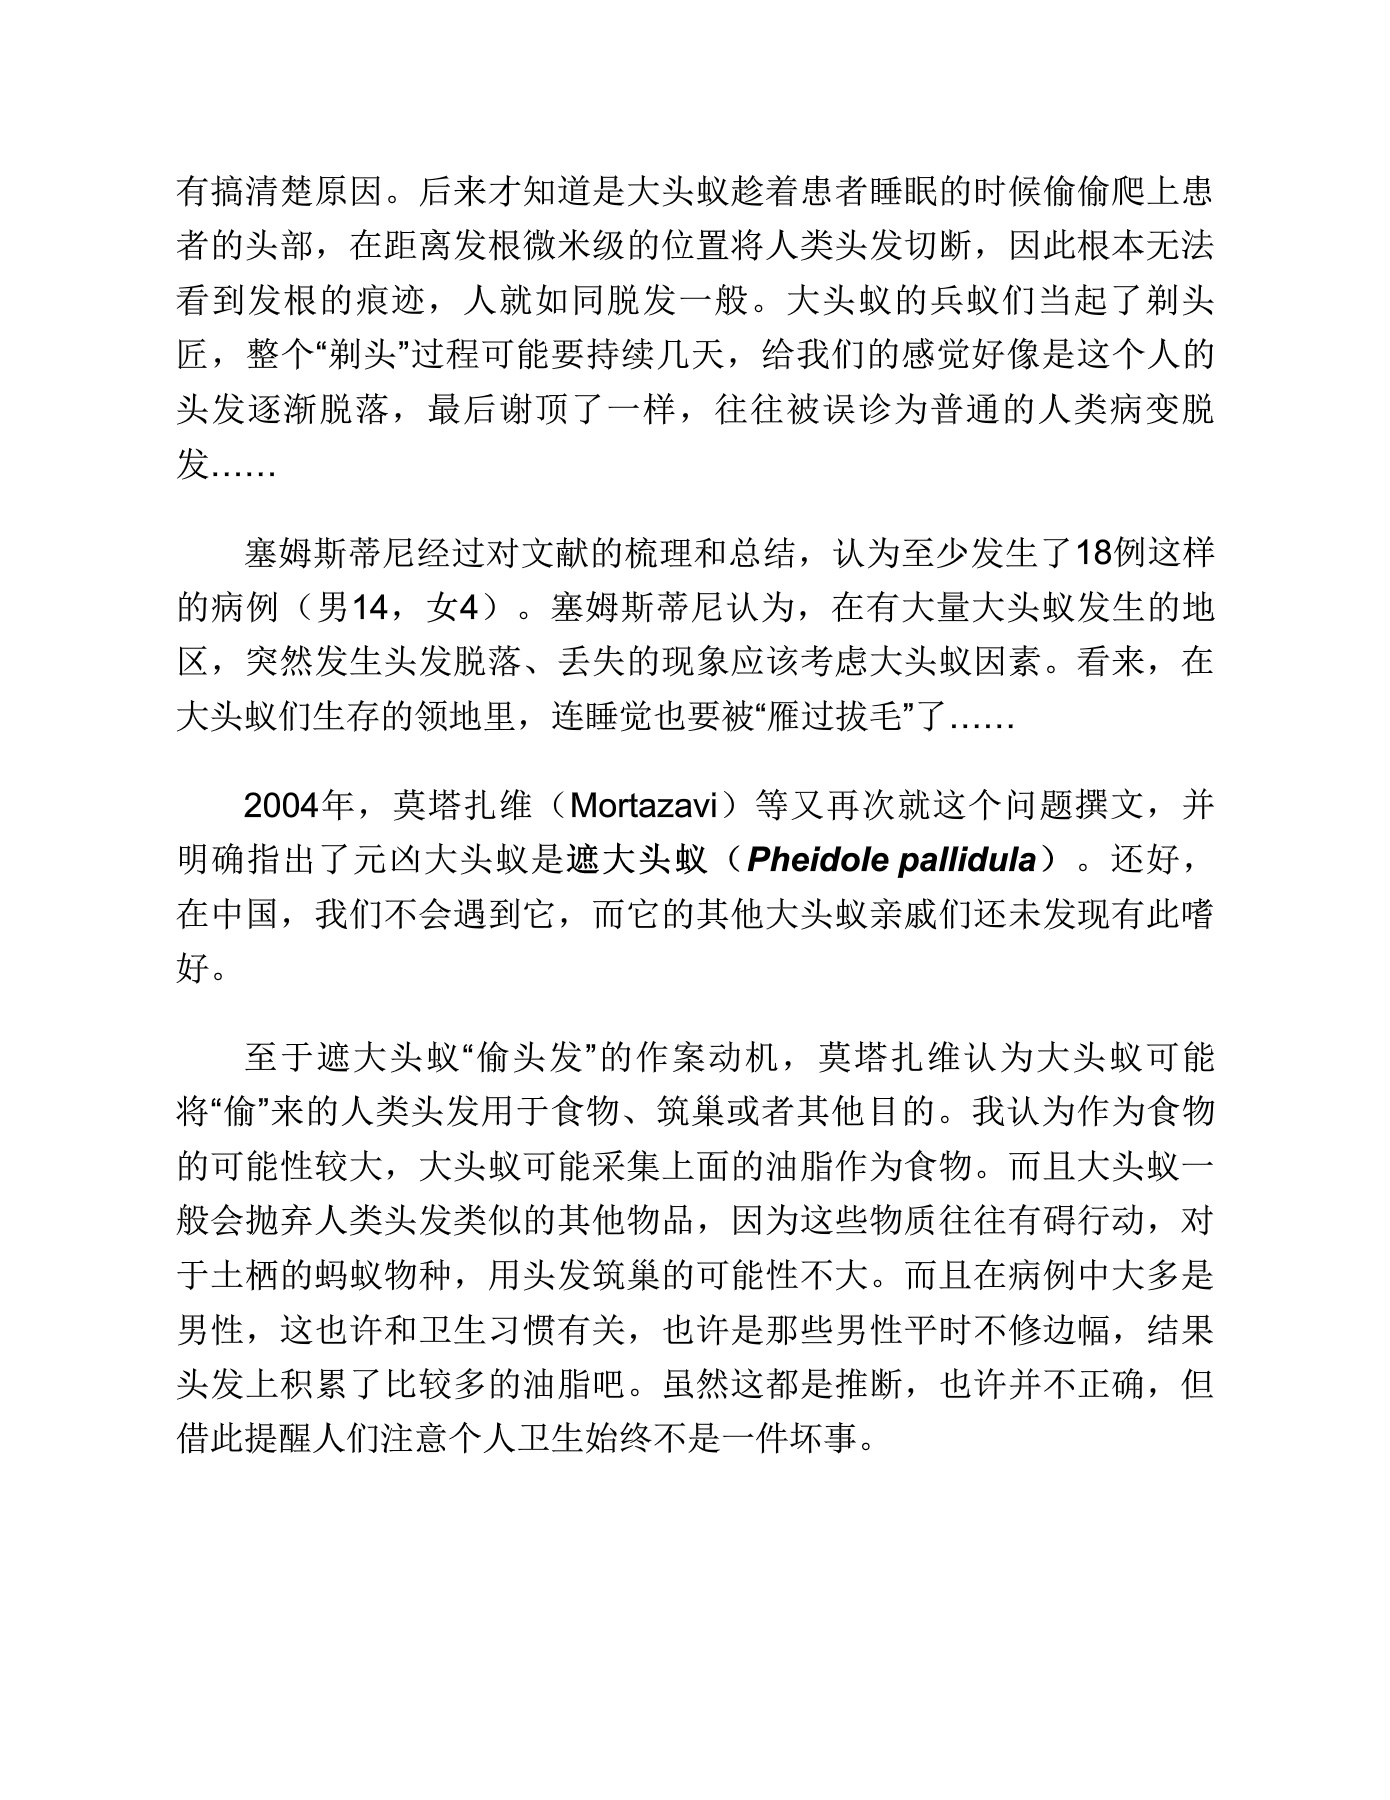 有搞清楚原因。后来才知道是大头蚁趁着患者睡眠的时候偷偷爬上患
者的头部，在距离发根微米级的位置将人类头发切断，因此根本无法
看到发根的痕迹，人就如同脱发一般。大头蚁的兵蚁们当起了剃头
匠，整个“剃头”过程可能要持续几天，给我们的感觉好像是这个人的
头发逐渐脱落，最后谢顶了一样，往往被误诊为普通的人类病变脱
发……
塞姆斯蒂尼经过对文献的梳理和总结，认为至少发生了18例这样
的病例（男14，女4）。塞姆斯蒂尼认为，在有大量大头蚁发生的地
区，突然发生头发脱落、丢失的现象应该考虑大头蚁因素。看来，在
大头蚁们生存的领地里，连睡觉也要被“雁过拔毛”了……
2004年，莫塔扎维（Mortazavi）等又再次就这个问题撰文，并
明确指出了元凶大头蚁是遮大头蚁（Pheidole pallidula）。还好，
在中国，我们不会遇到它，而它的其他大头蚁亲戚们还未发现有此嗜
好。
至于遮大头蚁“偷头发”的作案动机，莫塔扎维认为大头蚁可能
将“偷”来的人类头发用于食物、筑巢或者其他目的。我认为作为食物
的可能性较大，大头蚁可能采集上面的油脂作为食物。而且大头蚁一
般会抛弃人类头发类似的其他物品，因为这些物质往往有碍行动，对
于土栖的蚂蚁物种，用头发筑巢的可能性不大。而且在病例中大多是
男性，这也许和卫生习惯有关，也许是那些男性平时不修边幅，结果
头发上积累了比较多的油脂吧。虽然这都是推断，也许并不正确，但
借此提醒人们注意个人卫生始终不是一件坏事。